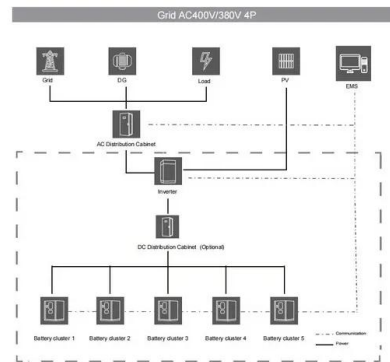 Grid AC400V/380V 4P
Grid
DG
Load
PV
EMS
AC Distribution Cabinet
Inverter
DC Distribution Cabinet (Optional)
Battery cluster 1
Battery cluster 2
Battery cluster 3
Battery cluster 4
Battery cluster 5
Communication
Power